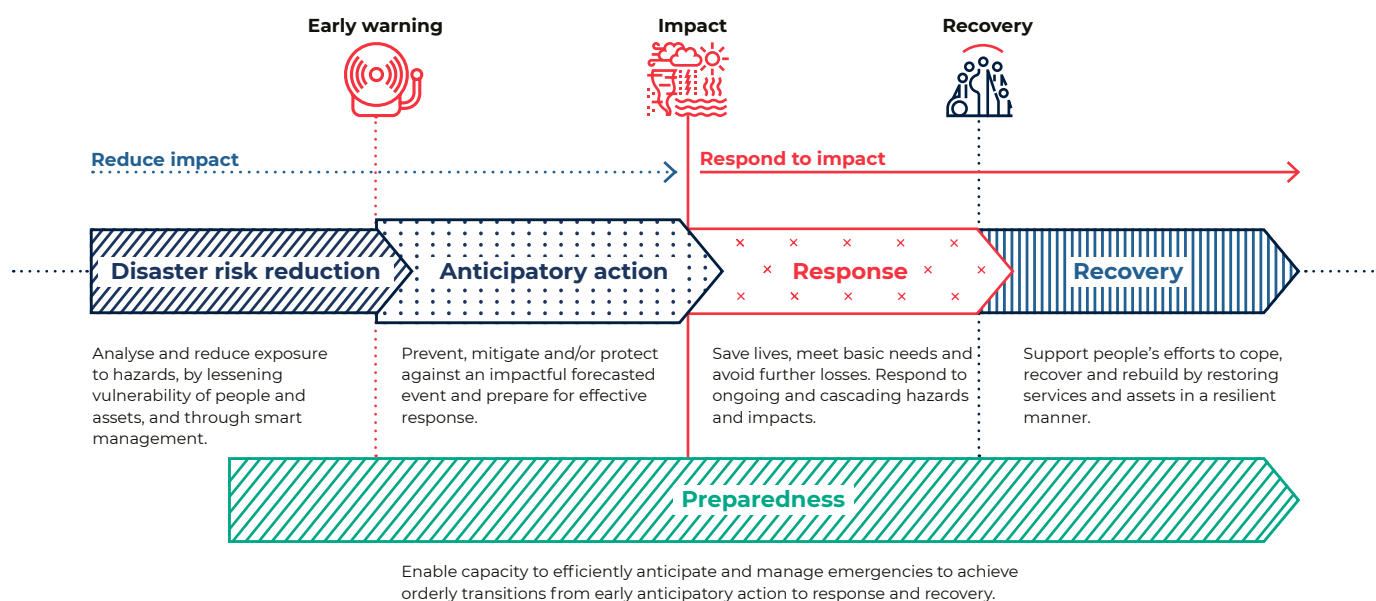 Early warning
Impact
Recovery
Reduce impact
Respond to impact
Disaster risk reduction
Anticipatory action
Response
Recovery
Analyse and reduce exposure
to hazards, by lessening
vulnerability of people and
assets, and through smart
management.
Prevent, mitigate and/or protect
against an impactful forecasted
event and prepare for effective
response.
Save lives, meet basic needs and
avoid further losses. Respond to
ongoing and cascading hazards
and impacts.
Support people’s efforts to cope,
recover and rebuild by restoring
services and assets in a resilient
manner.
Preparedness
Enable capacity to efficiently anticipate and manage emergencies to achieve
orderly transitions from early anticipatory action to response and recovery.